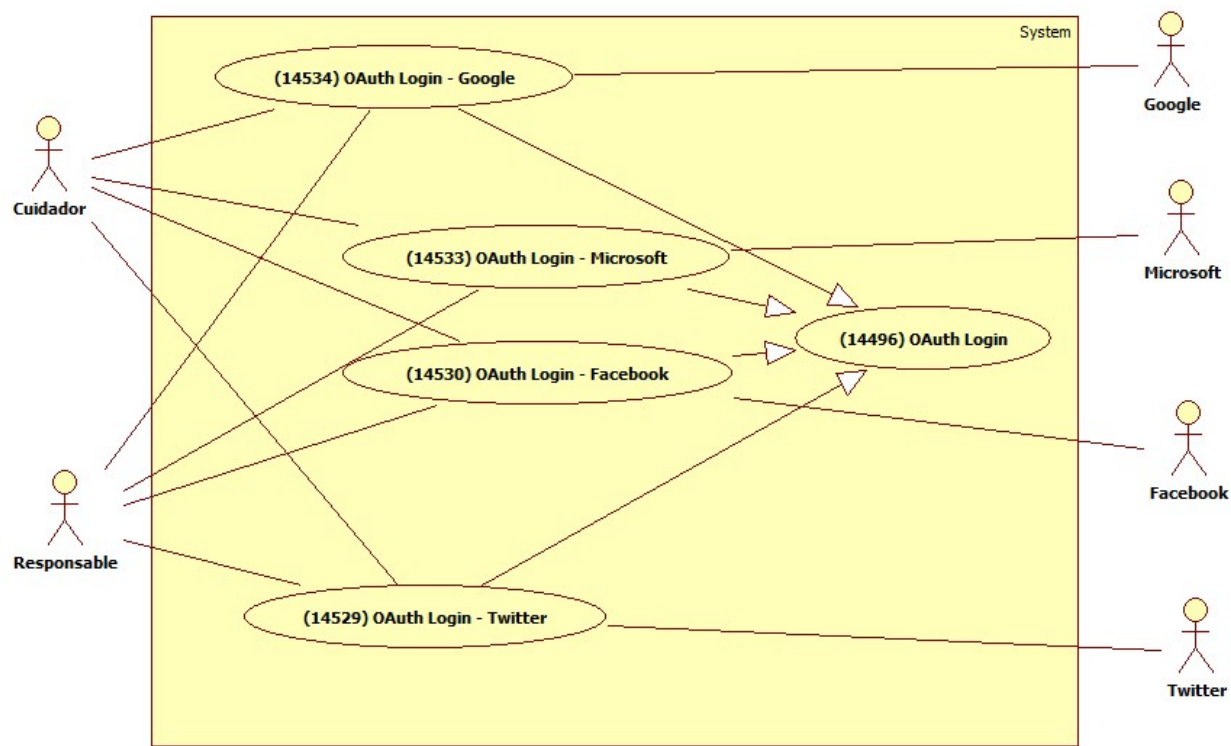 System
(14534) OAuth Login - Google
Google
Cuidador
(14533) OAuth Login - Microsoft
Microsoft
(14496) OAuth Login
(14530) OAuth Login - Facebook
Facebook
Responsable
(14529) OAuth Login - Twitter
Twitter